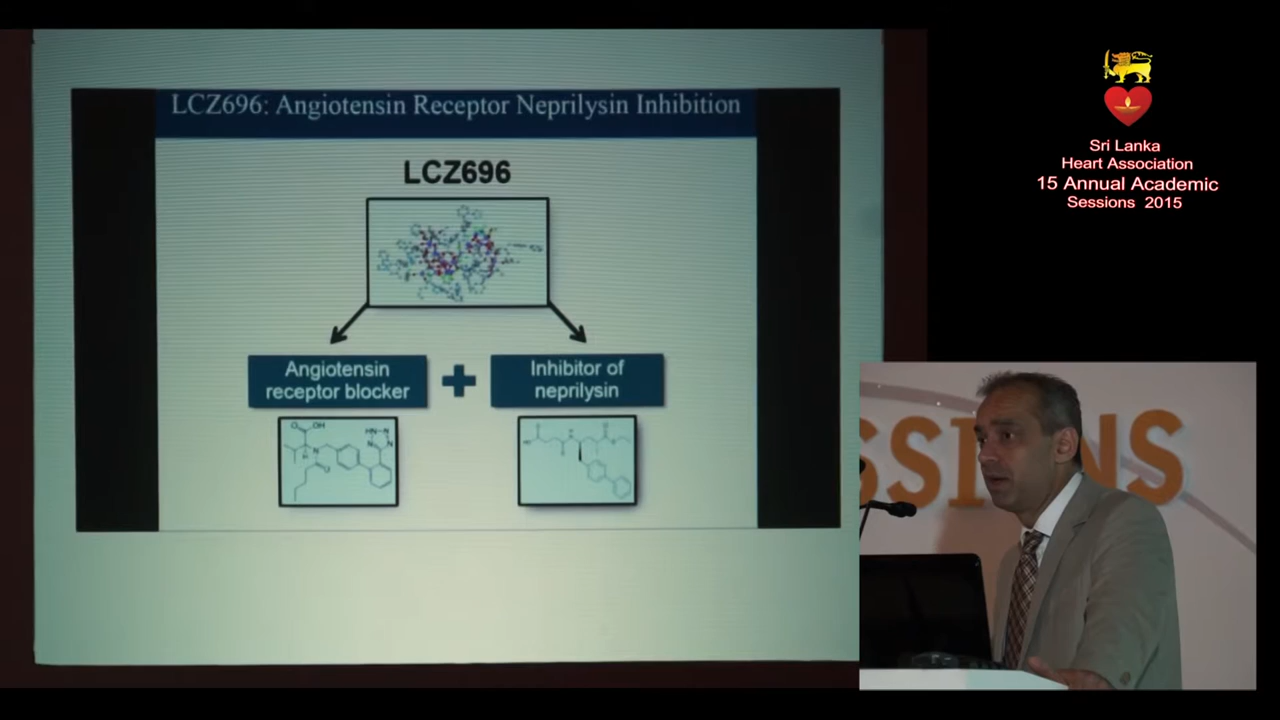 LCZ696: Angiotensin Receptor Neprilysin Inhibition
LCZ696
Angiotensin
receptor blocker
Inhibitor of
neprilysin
Sri Lanka
Heart Association
15 Annual Academic
Sessions 2015
SSIONS